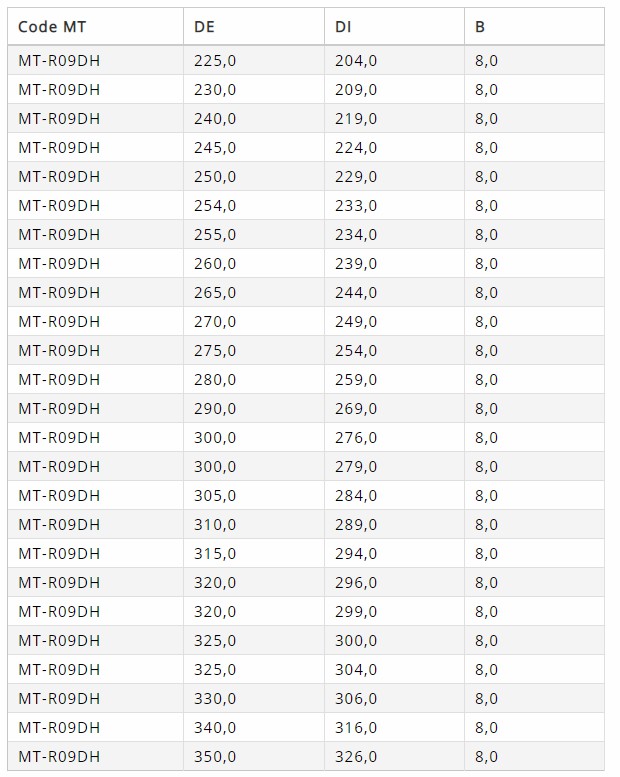 Code MT DE DI B
MT-R09DH 225,0 204,0 8,0
MT-R09DH 230,0 209,0 8,0
MT-R09DH 240,0 219,0 8,0
MT-R09DH 245,0 224,0 8,0
MT-R09DH 250,0 229,0 8,0
MT-R09DH 254,0 233,0 8,0
MT-R09DH 255,0 234,0 8,0
MT-R09DH 260,0 239,0 8,0
MT-R09DH 265,0 244,0 8,0
MT-R09DH 270,0 249,0 8,0
MT-R09DH 275,0 254,0 8,0
MT-R09DH 280,0 259,0 8,0
MT-R09DH 290,0 269,0 8,0
MT-R09DH 300,0 276,0 8,0
MT-R09DH 300,0 279,0 8,0
MT-R09DH 305,0 284,0 8,0
MT-R09DH 310,0 289,0 8,0
MT-R09DH 315,0 294,0 8,0
MT-R09DH 320,0 296,0 8,0
MT-R09DH 320,0 299,0 8,0
MT-R09DH 325,0 300,0 8,0
MT-R09DH 325,0 304,0 8,0
MT-R09DH 330,0 306,0 8,0
MT-R09DH 340,0 316,0 8,0
MT-R09DH 350,0 326,0 8,0